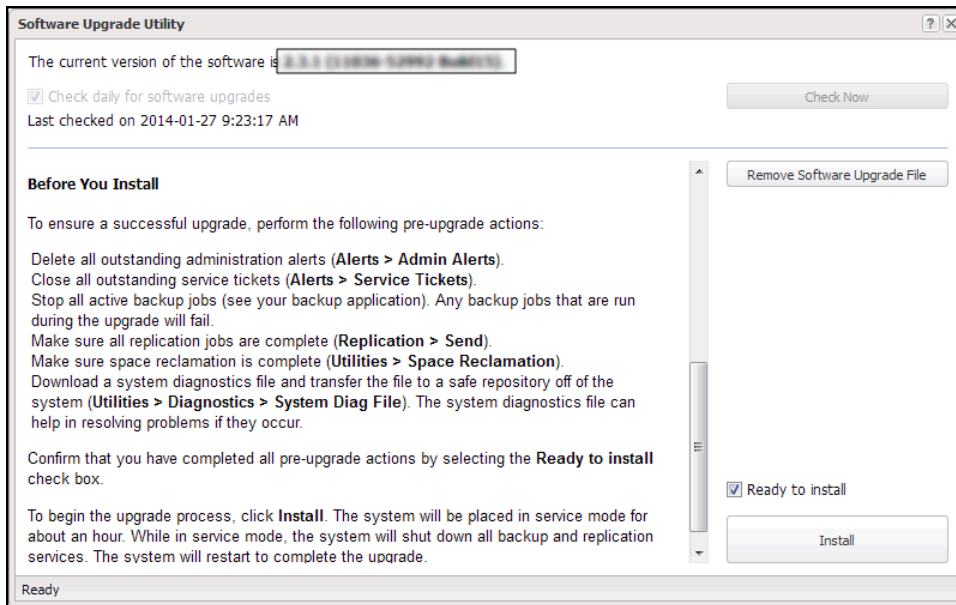 Software Upgrade Utility
?
The current version of the software is
Check daily for software upgrades
Check Now
Last checked on 2014-01-27 9:23:17 AM
Before You Install
Remove Software Upgrade File
To ensure a successful upgrade, perform the following pre-upgrade actions:
Delete all outstanding administration alerts (Alerts > Admin Alerts).
Close all outstanding service tickets (Alerts > Service Tickets).
Stop all active backup jobs (see your backup application). Any backup jobs that are run
during the upgrade will fail.
Make sure all replication jobs are complete (Replication > Send).
Make sure space reclamation is complete (Utilities > Space Reclamation).
Download a system diagnostics file and transfer the file to a safe repository off of the
system (Utilities > Diagnostics > System Diag File). The system diagnostics file can
help in resolving problems if they occur.
Confirm that you have completed all pre-upgrade actions by selecting the Ready to install
check box.
Ready to install
To begin the upgrade process, click Install. The system will be placed in service mode for
about an hour. While in service mode, the system will shut down all backup and replication
services. The system will restart to complete the upgrade.
Install
Ready